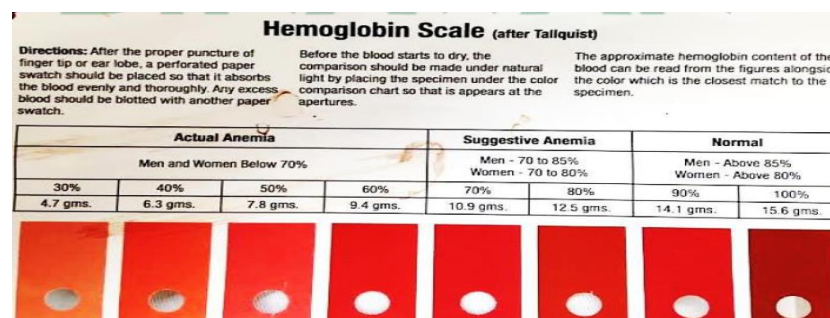 Hemoglobin Scale (after Tallquist)
Directions: After the proper puncture of
finger tip or ear lobe, a perforated paper
swatch should be placed so that it absorbs
the blood evenly and thoroughly. Any excess
blood should be blotted with another paper
swatch.
Before the blood starts to dry, the
comparison should be made under natural
light by placing the specimen under the color
comparison chart so that is appears at the
apertures.
The approximate hemoglobin content of the
blood can be read from the figures alongside
the color which is the closest match to the
specimen.
Actual Anemia Suggestive Anemia Normal
Men and Women Below 70% Men - 70 to 85% Men - Above 85%
Women - 70 to 80% Women - Above 80%
30% 40% 50% 60% 70% 80% 90% 100%
4.7 gms. 6.3 gms. 7.8 gms. 9.4 gms. 10.9 gms. 12.5 gms. 14.1 gms. 15.6 gms.